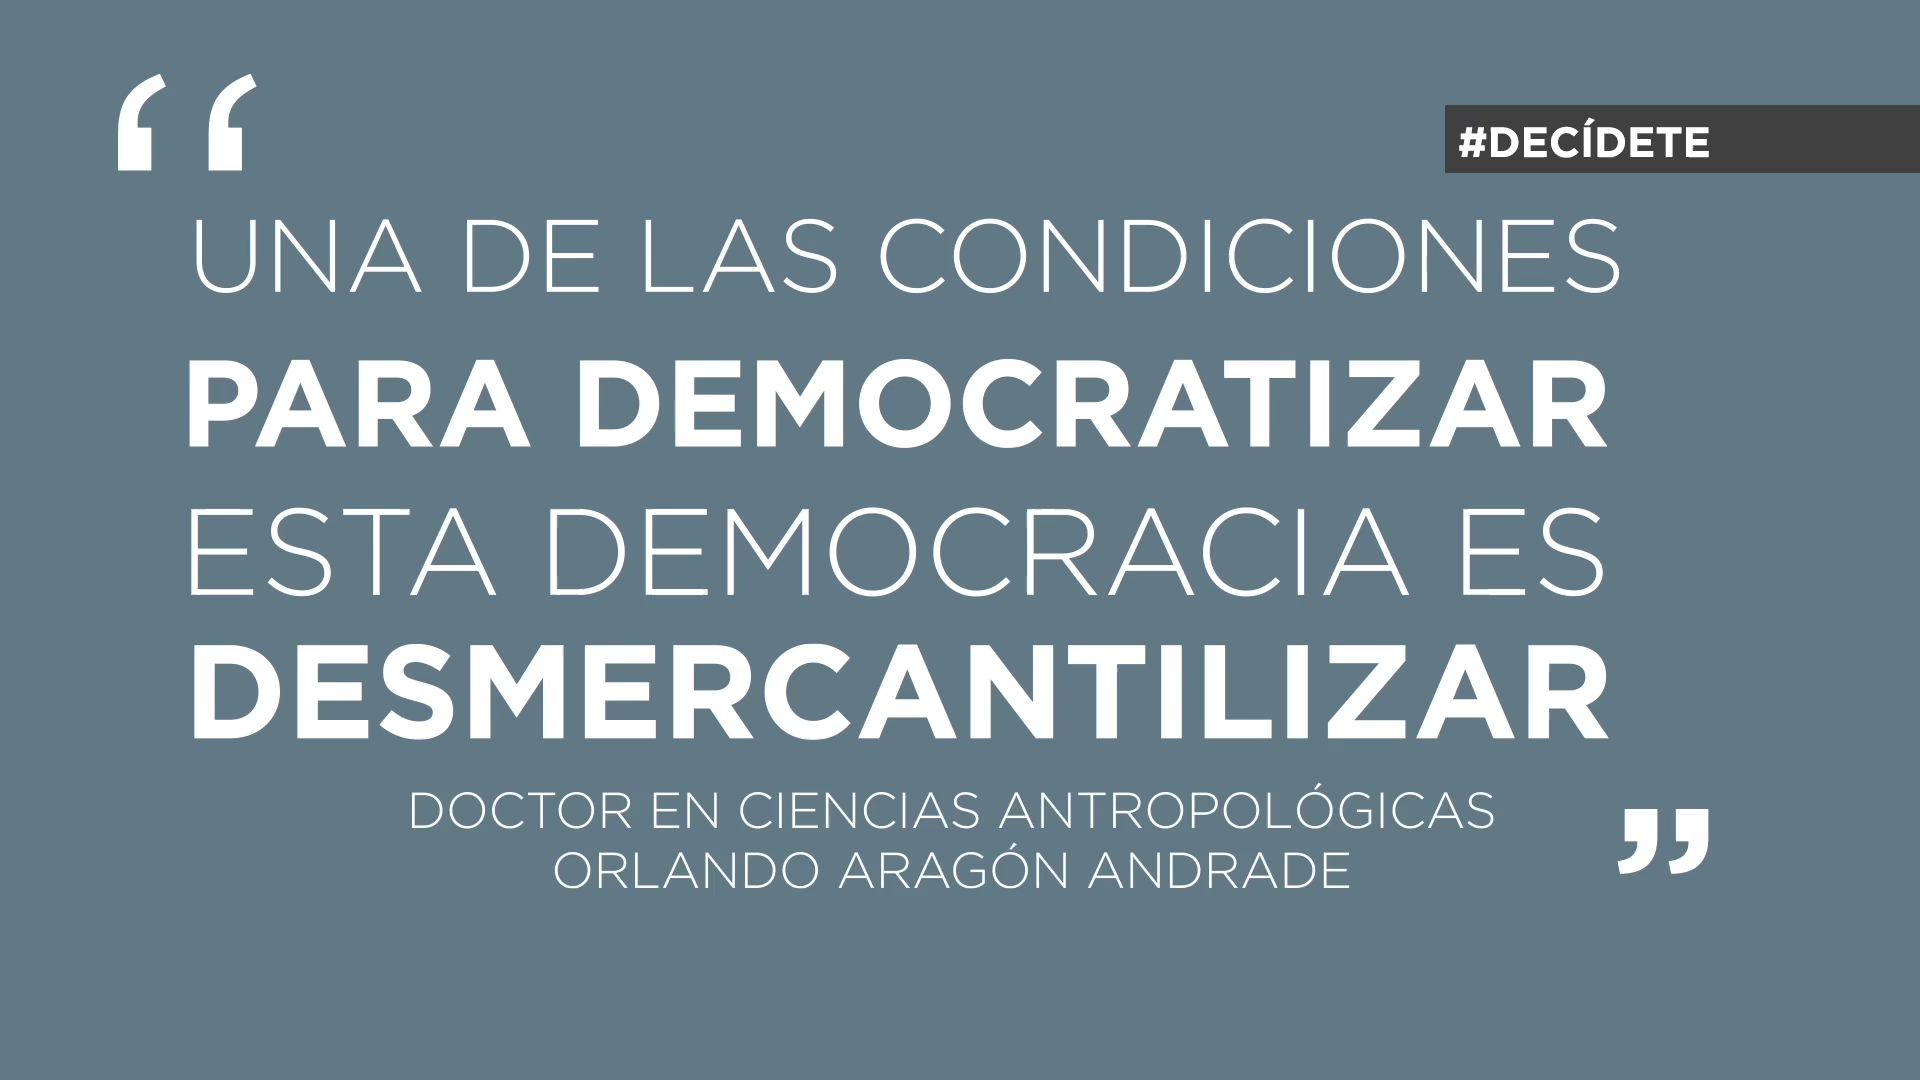 “
#DECÍDETE
UNA DE LAS CONDICIONES
PARA DEMOCRATIZAR
ESTA DEMOCRACIA ES
DESMERCANTILIZAR
DOCTOR EN CIENCIAS ANTROPOLÓGICAS
ORLANDO ARAGÓN ANDRADE
”